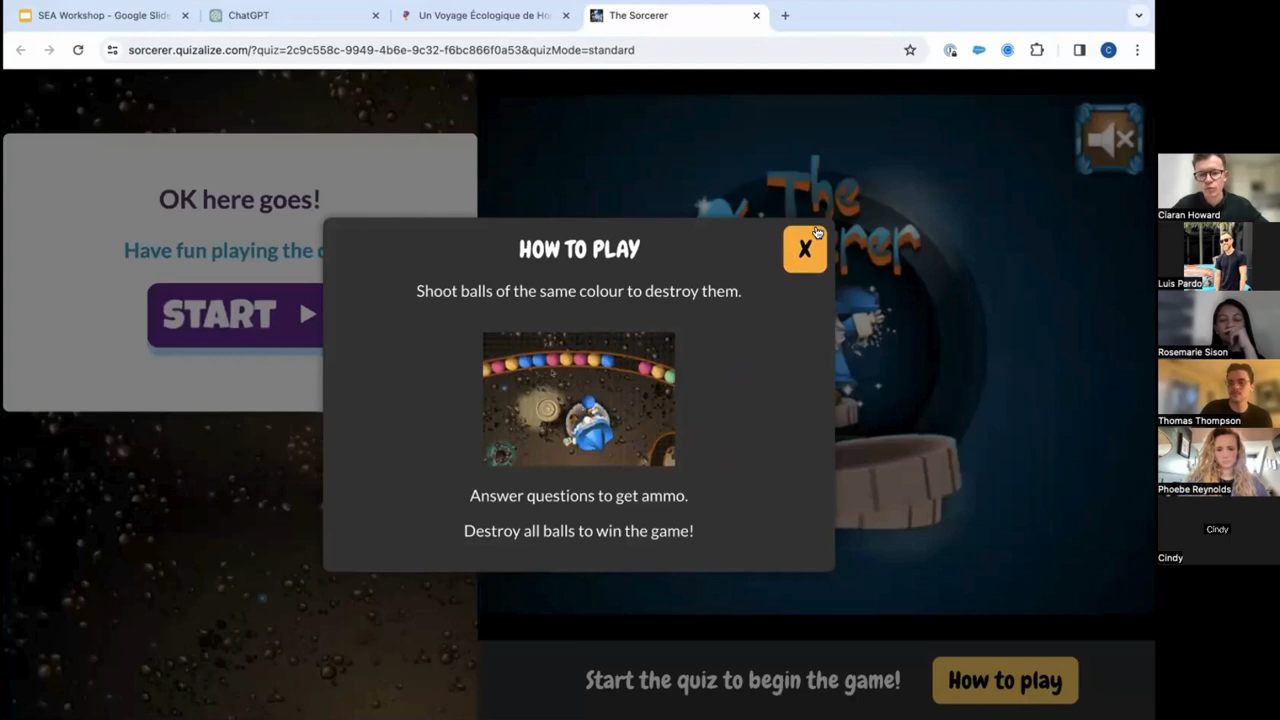 SEA Workshop - Google Slide
ChatGPT
Un Voyage Écologique de Ho
The Sorcerer
sorcerer.quizalize.com/?quiz=2c9c558c-9949-4b6e-9c32-f6bc866f0a53&quizMode=standard
C
OK here goes!
Have fun playing the
START
The
HOW TO PLAY
X
Shoot balls of the same colour to destroy them.
Answer questions to get ammo.
Destroy all balls to win the game!
Start the quiz to begin the game!
How to play
Ciaran Howard
Luis Pardo
Rosemarie Sison
Thomas Thompson
Phoebe Reynolds
Cindy
Cindy